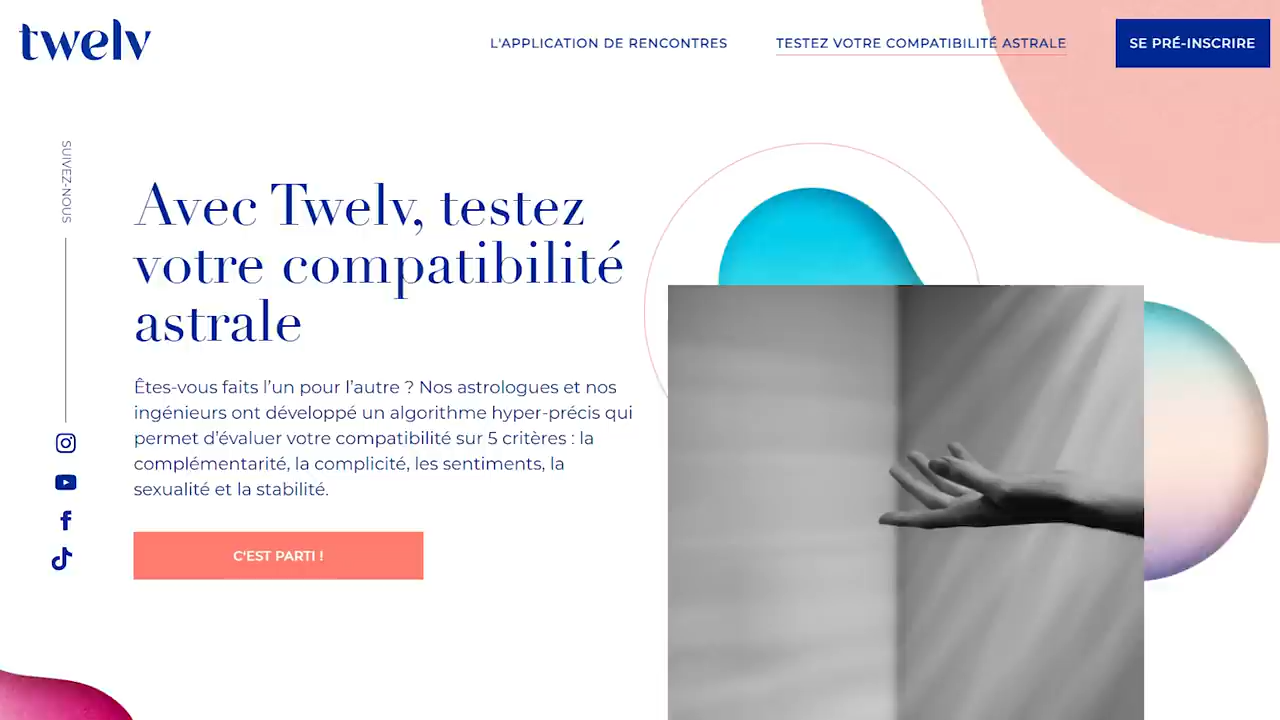 twelv
L'APPLICATION DE RENCONTRES
TESTEZ VOTRE COMPATIBILITÉ ASTRALE
SE PRÉ-INSCRIRE
SUIVEZ-NOUS
Avec Twelv, testez
votre compatibilité
astrale
Êtes-vous faits l’un pour l’autre ? Nos astrologues et nos
ingénieurs ont développé un algorithme hyper-précis qui
permet d’évaluer votre compatibilité sur 5 critères : la
complémentarité, la complicité, les sentiments, la
sexualité et la stabilité.
C'EST PARTI !